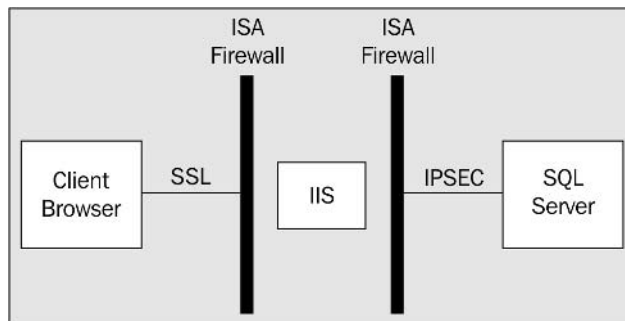 ISA
Firewall
ISA
Firewall
Client
Browser
SSL
IIS
IPSEC
SQL
Server